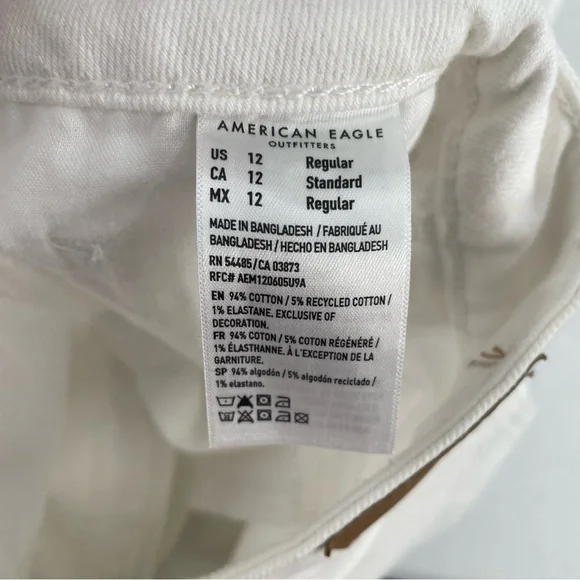 AMERICAN EAGLE
OUTFITTERS
US 12 Regular
CA 12 Standard
MX 12 Regular
MADE IN BANGLADESH / FABRIQUÉ AU
BANGLADESH / HECHO EN BANGLADESH
RN 54485/CA 03873
RFC# AEM120605U9A
EN 94% COTTON / 5% RECYCLED COTTON /
1% ELASTANE. EXCLUSIVE OF
DECORATION.
FR 94% COTON / 5% COTON RÉGÉNÉRÉ /
1% ÉLASTHANNE. À L'EXCEPTION DE LA
GARNITURE.
SP 94% algodón / 5% algodón reciclado /
1% elastano.